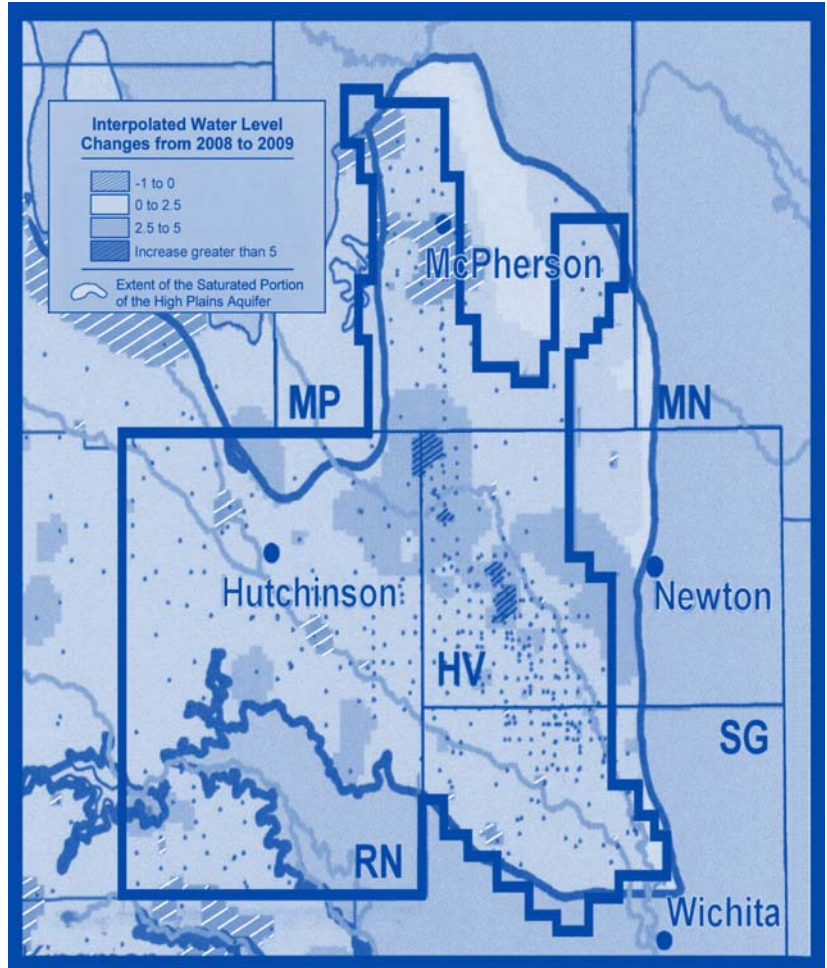 Interpolated Water Level
Changes from 2008 to 2009
-1 to 0
0 to 2.5
2.5 to 5
Increase greater than 5
Extent of the Saturated Portion
of the High Plains Aquifer
McPherson
MP
MN
Hutchinson
Newton
HV
SG
RN
Wichita